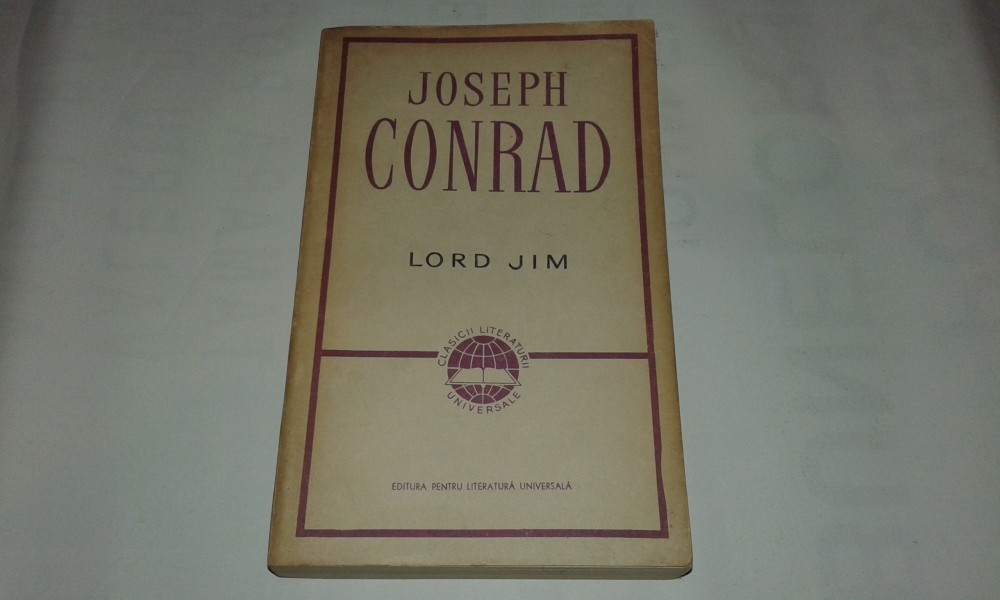 JOSEPH
CONRAD
LORD JIM
CLASICII LITERATURII
UNIVERSALE
EDITURA PENTRU LITERATURĂ UNIVERSALĂ